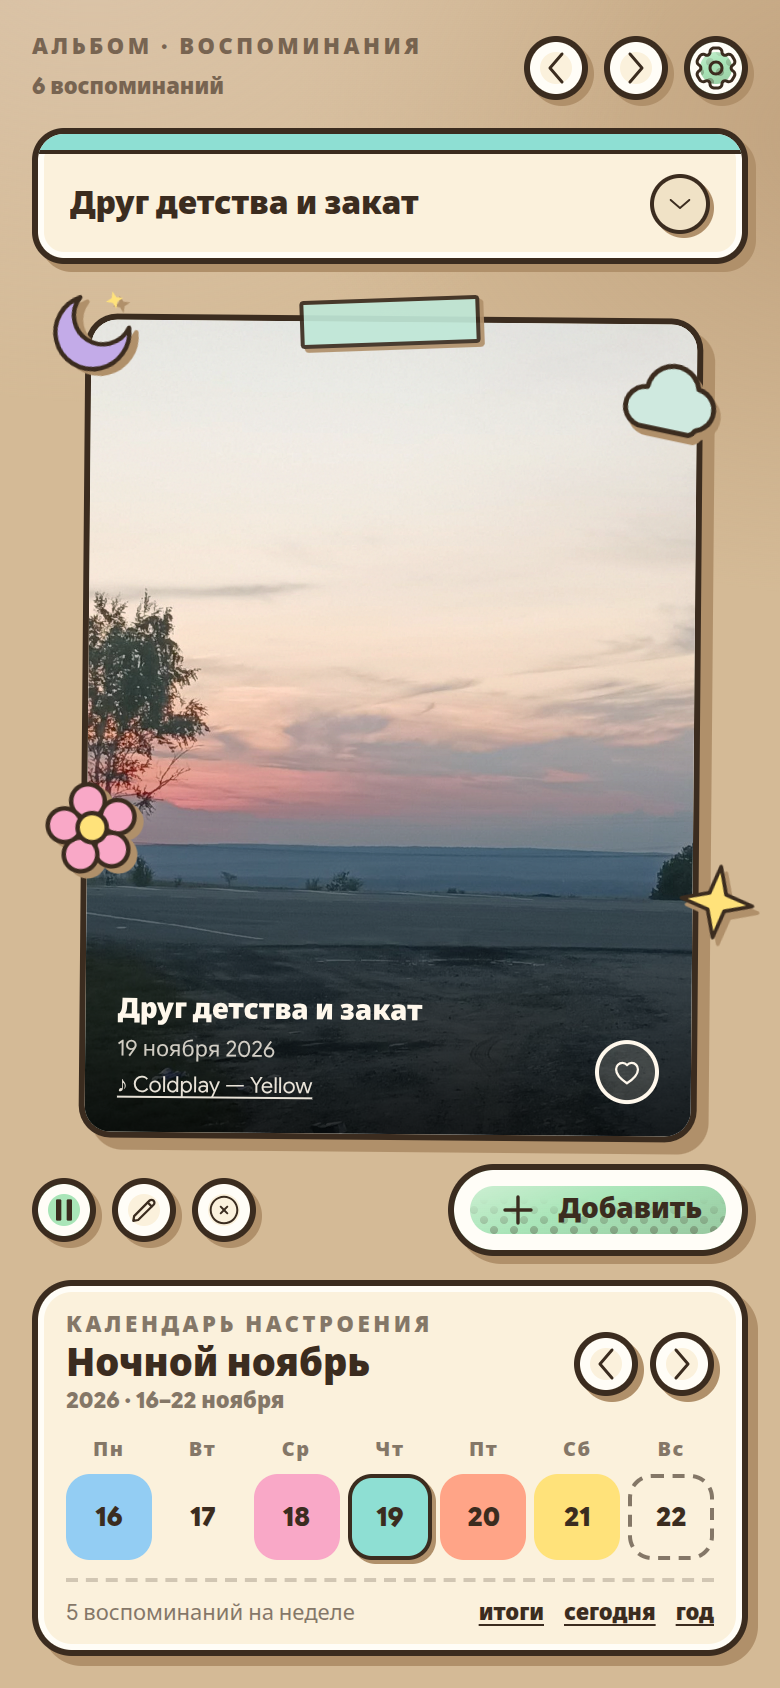 АЛЬБОМ · ВОСПОМИНАНИЯ
6 воспоминаний
Друг детства и закат
Друг детства и закат
19 ноября 2026
♪ Coldplay — Yellow
Добавить
КАЛЕНДАРЬ НАСТРОЕНИЯ
Ночной ноябрь
2026 · 16–22 ноября
Пн Вт Ср Чт Пт Сб Вс
16 17 18 19 20 21 22
5 воспоминаний на неделе итоги сегодня год